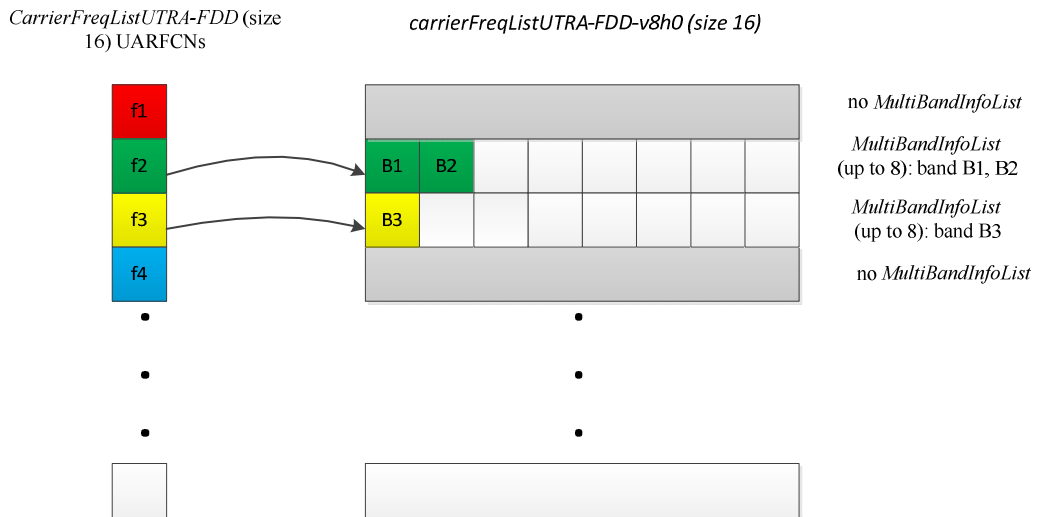 CarrierFreqListUTRA-FDD (size
16) UARFCNs
carrierFreqListUTRA-FDD-v8h0 (size 16)
f1
no MultiBandInfoList
f2
B1
B2
MultiBandInfoList
(up to 8): band B1, B2
f3
B3
MultiBandInfoList
(up to 8): band B3
f4
no MultiBandInfoList